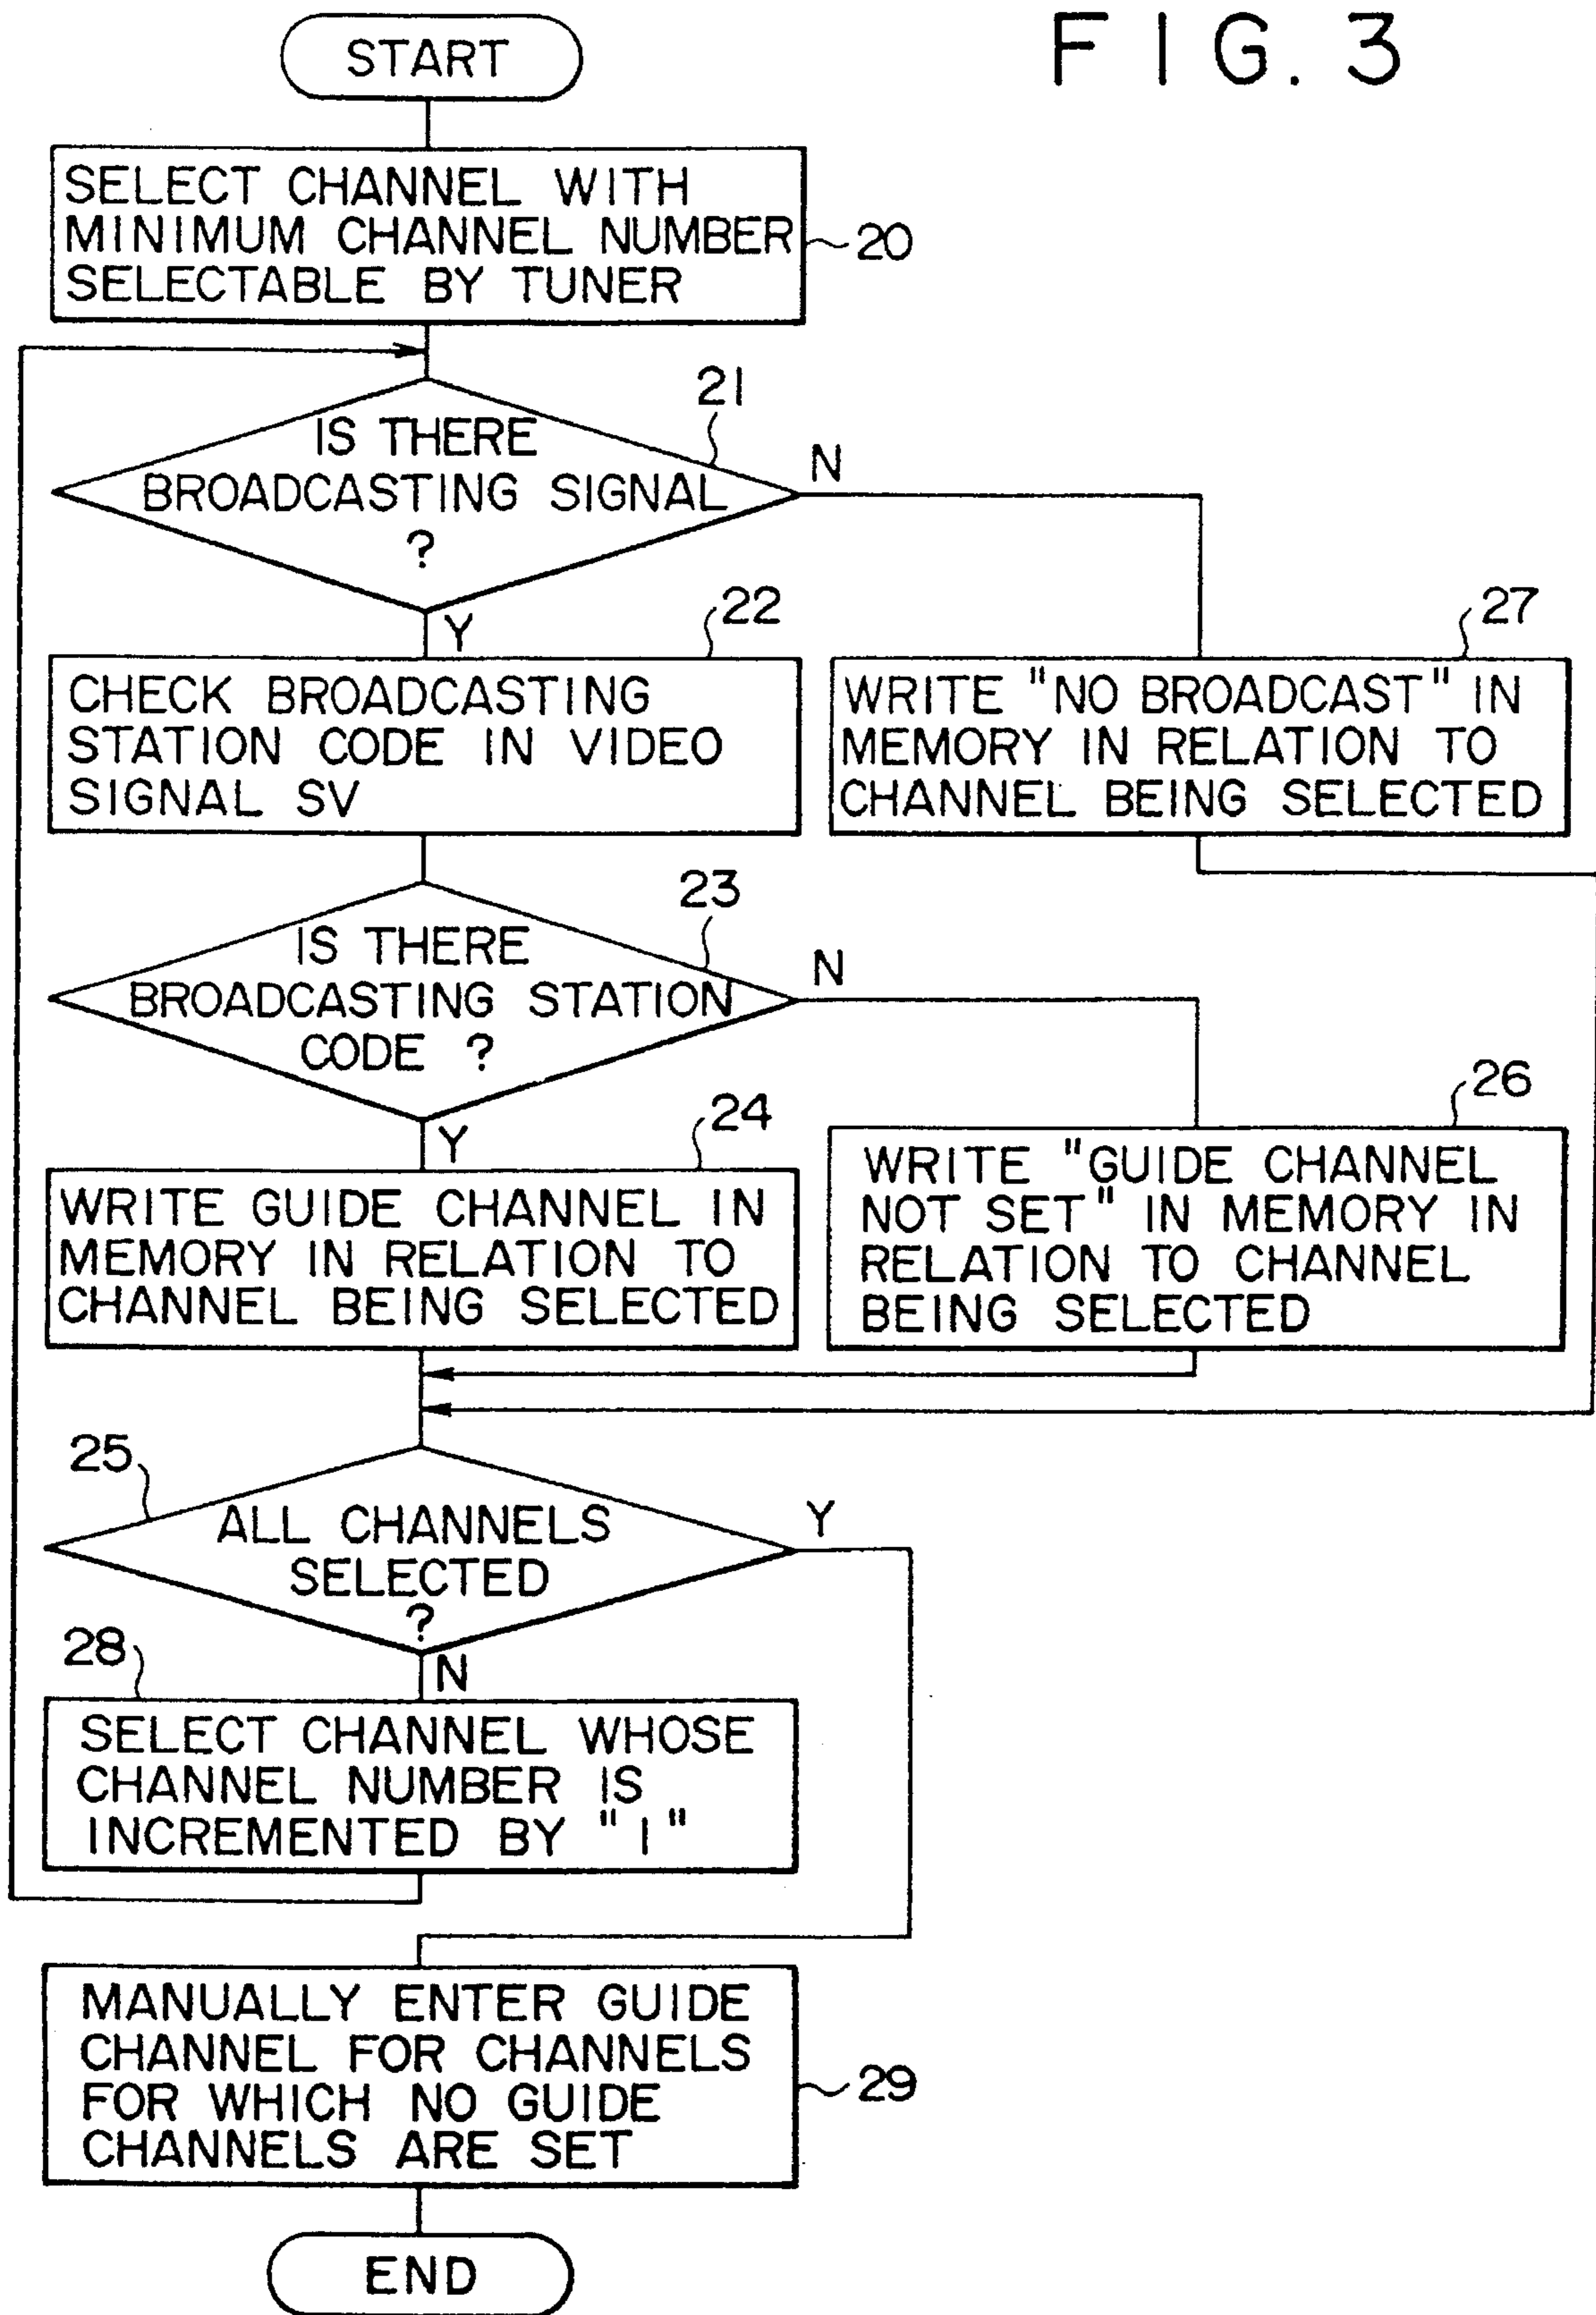 FIG. 3
START
SELECT CHANNEL WITH
MINIMUM CHANNEL NUMBER
SELECTABLE BY TUNER
20
21
IS THERE
BROADCASTING SIGNAL
?
N
Y
22
CHECK BROADCASTING
STATION CODE IN VIDEO
SIGNAL SV
27
WRITE "NO BROADCAST" IN
MEMORY IN RELATION TO
CHANNEL BEING SELECTED
23
IS THERE
BROADCASTING STATION
CODE ?
N
Y
24
WRITE GUIDE CHANNEL IN
MEMORY IN RELATION TO
CHANNEL BEING SELECTED
26
WRITE "GUIDE CHANNEL
NOT SET" IN MEMORY IN
RELATION TO CHANNEL
BEING SELECTED
25
ALL CHANNELS
SELECTED
?
Y
N
28
SELECT CHANNEL WHOSE
CHANNEL NUMBER IS
INCREMENTED BY "1"
MANUALLY ENTER GUIDE
CHANNEL FOR CHANNELS
FOR WHICH NO GUIDE
CHANNELS ARE SET
29
END